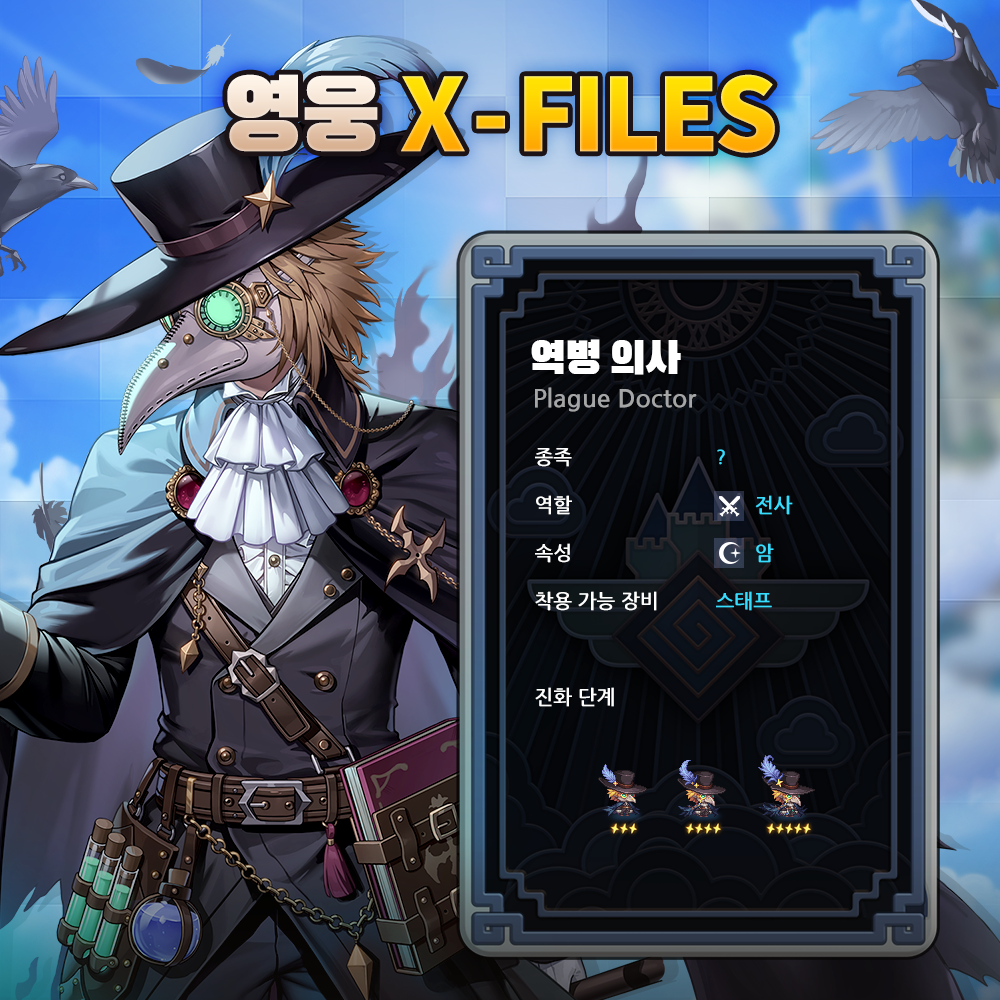 영웅 X-FILES
역병 의사
Plague Doctor
종족 ?
역할 전사
속성 암
착용 가능 장비 스태프
진화 단계